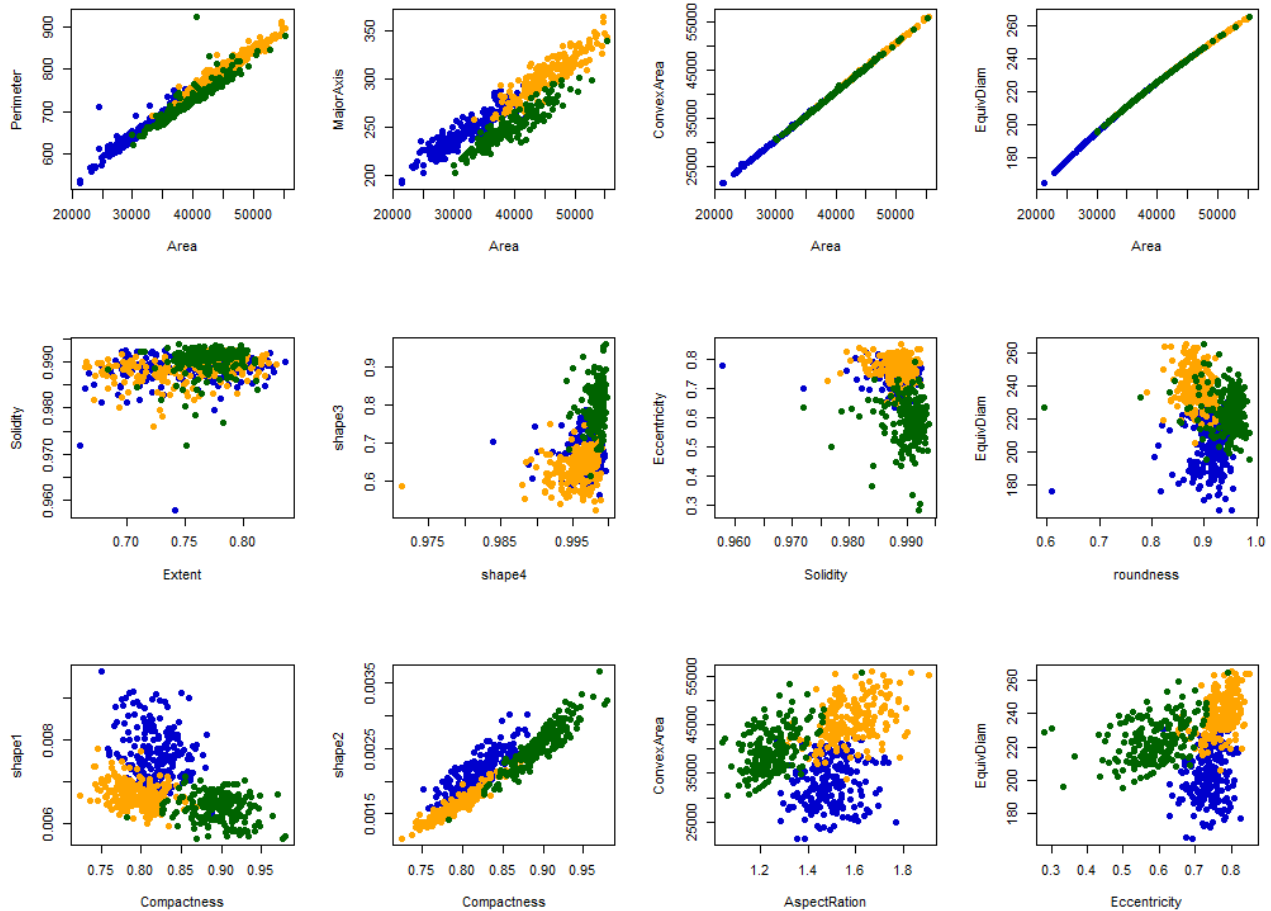 Perimeter
600 700 800 900
20000 30000 40000 50000
Area
MajorAxis
200 250 300 350
20000 30000 40000 50000
Area
ConvexArea
25000 35000 45000 55000
20000 30000 40000 50000
Area
EquivDiam
180 200 220 240 260
20000 30000 40000 50000
Area
Solidity
0.960 0.970 0.980 0.990
0.70 0.75 0.80
Extent
shape3
0.6 0.7 0.8 0.9
0.975 0.985 0.995
shape4
Eccentricity
0.3 0.4 0.5 0.6 0.7 0.8
0.960 0.970 0.980 0.990
Solidity
EquivDiam
180 200 220 240 260
0.6 0.7 0.8 0.9 1.0
roundness
shape1
0.006 0.008
0.75 0.80 0.85 0.90 0.95
Compactness
shape2
0.0015 0.0025 0.0035
0.75 0.80 0.85 0.90 0.95
Compactness
ConvexArea
25000 35000 45000 55000
1.2 1.4 1.6 1.8
AspectRation
EquivDiam
180 200 220 240 260
0.3 0.4 0.5 0.6 0.7 0.8
Eccentricity